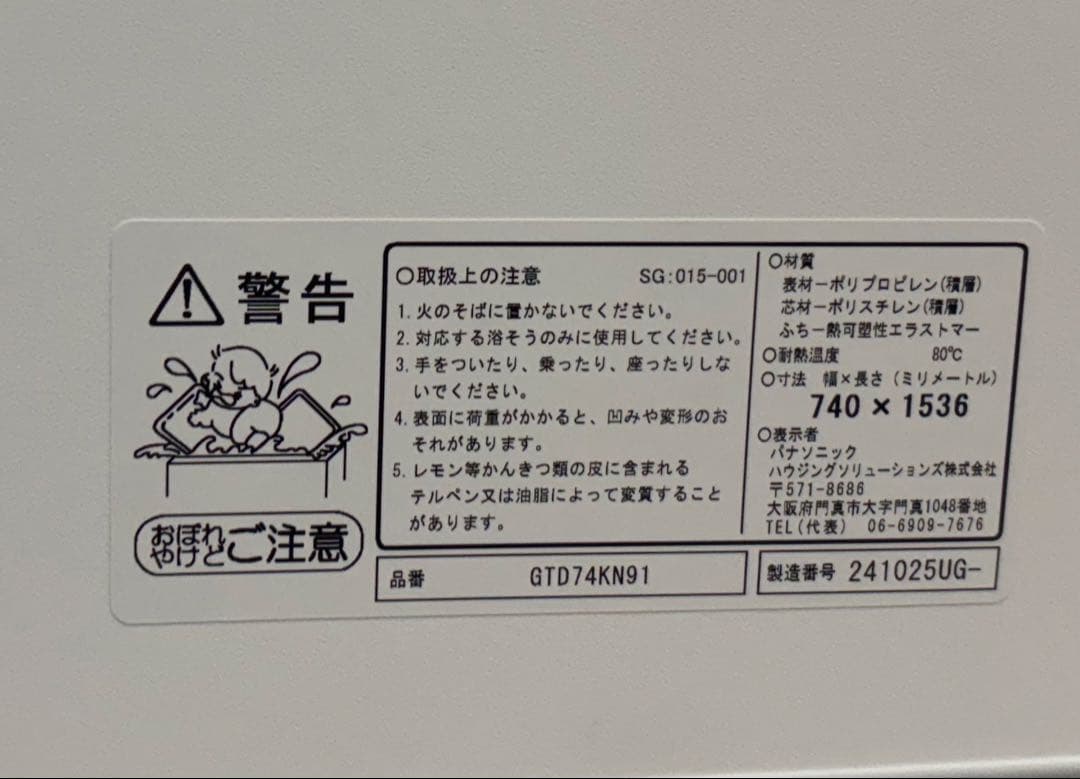 警告
おぼれ
やけど
ご注意
○取扱上の注意 SG:015-001
1. 火のそばに置かないでください。
2. 対応する浴そうのみに使用してください。
3. 手をついたり、乗ったり、座ったりしな
いでください。
4. 表面に荷重がかかると、凹みや変形のお
それがあります。
5. レモン等かんきつ類の皮に含まれる
テルペン又は油脂によって変質すること
があります。
○材質
表材ーポリプロピレン(積層)
芯材ーポリスチレン(積層)
ふちー熱可塑性エラストマー
○耐熱温度 80℃
○寸法 幅×長さ(ミリメートル)
740 × 1536
○表示者
パナソニック
ハウジングソリューションズ株式会社
〒571-8686
大阪府門真市大字門真1048番地
TEL(代表) 06-6909-7676
品番 GTD74KN91
製造番号 241025UG-